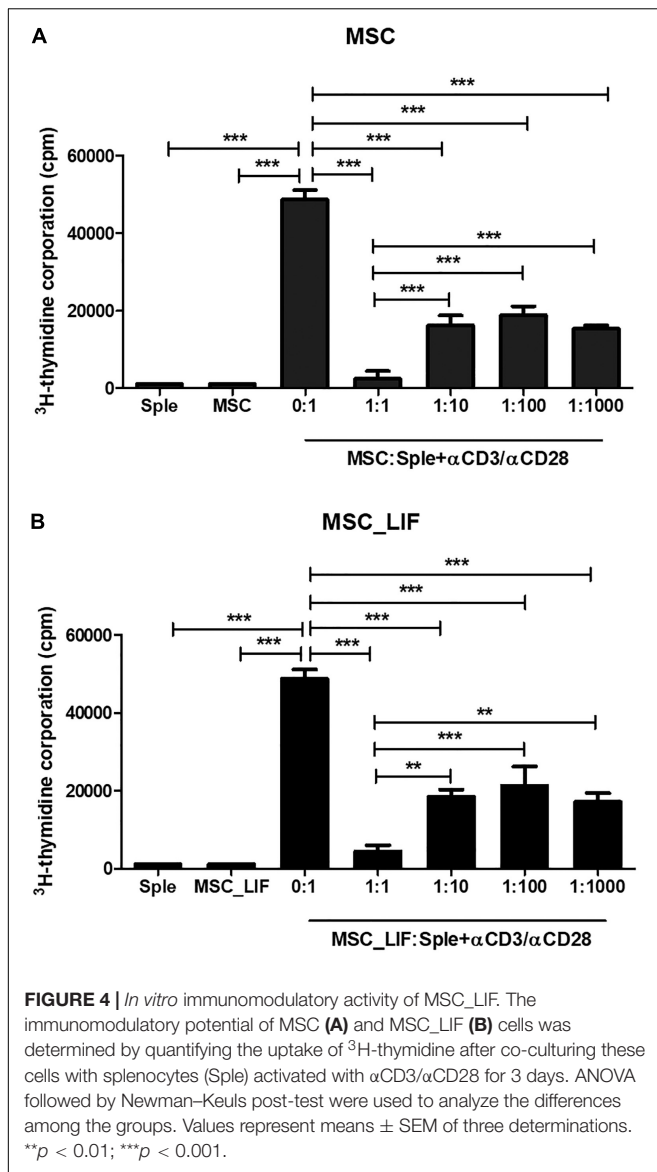 A
MSC
***
***
*** ***
*** ***
***
***
***
60000
40000
20000
0
³H-thymidine corporation (cpm)
Sple MSC 0:1 1:1 1:10 1:100 1:1000
MSC:Sple+αCD3/αCD28
B
MSC_LIF
***
***
*** ***
*** ***
**
***
**
60000
40000
20000
0
³H-thymidine corporation (cpm)
Sple MSC_LIF 0:1 1:1 1:10 1:100 1:1000
MSC_LIF:Sple+αCD3/αCD28
FIGURE 4 | In vitro immunomodulatory activity of MSC_LIF. The
immunomodulatory potential of MSC (A) and MSC_LIF (B) cells was
determined by quantifying the uptake of ³H-thymidine after co-culturing these
cells with splenocytes (Sple) activated with αCD3/αCD28 for 3 days. ANOVA
followed by Newman–Keuls post-test were used to analyze the differences
among the groups. Values represent means ± SEM of three determinations.
**p < 0.01; ***p < 0.001.